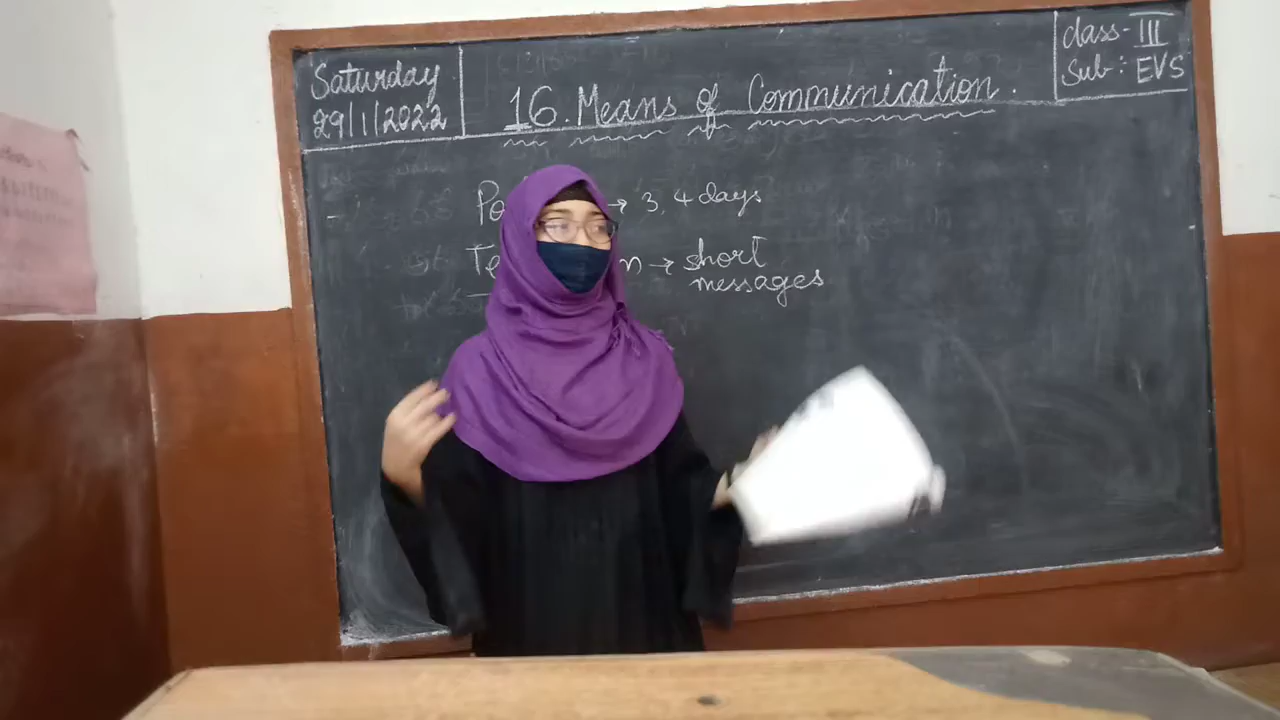 Saturday
29/1/2022
16. Means of Communication.
Class - III
Sub : EVS
→ 3, 4 days
→ short
messages